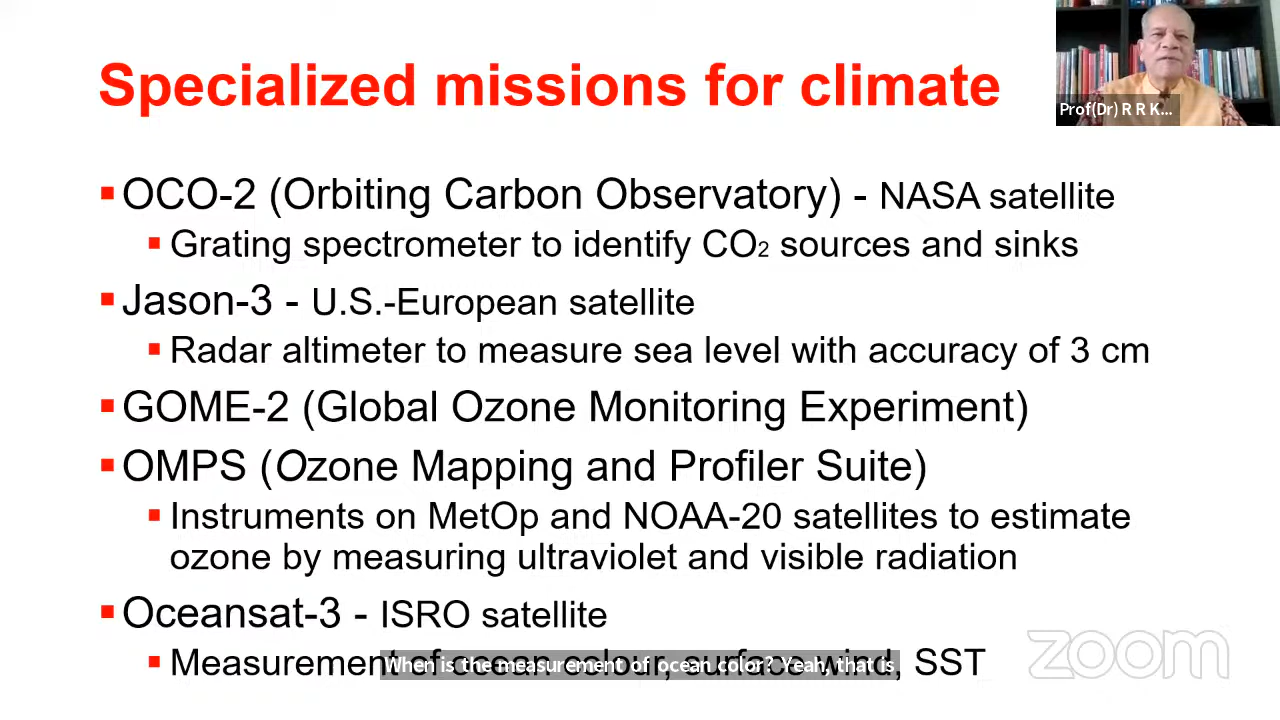 Specialized missions for climate
Prof(Dr) R R K...
▪ OCO-2 (Orbiting Carbon Observatory) - NASA satellite
▪ Grating spectrometer to identify CO₂ sources and sinks
▪ Jason-3 - U.S.-European satellite
▪ Radar altimeter to measure sea level with accuracy of 3 cm
▪ GOME-2 (Global Ozone Monitoring Experiment)
▪ OMPS (Ozone Mapping and Profiler Suite)
▪ Instruments on MetOp and NOAA-20 satellites to estimate
ozone by measuring ultraviolet and visible radiation
▪ Oceansat-3 - ISRO satellite
▪ Measurement of ocean colour, surface wind, SST
When is the measurement of ocean color? Yeah, that is
zoom